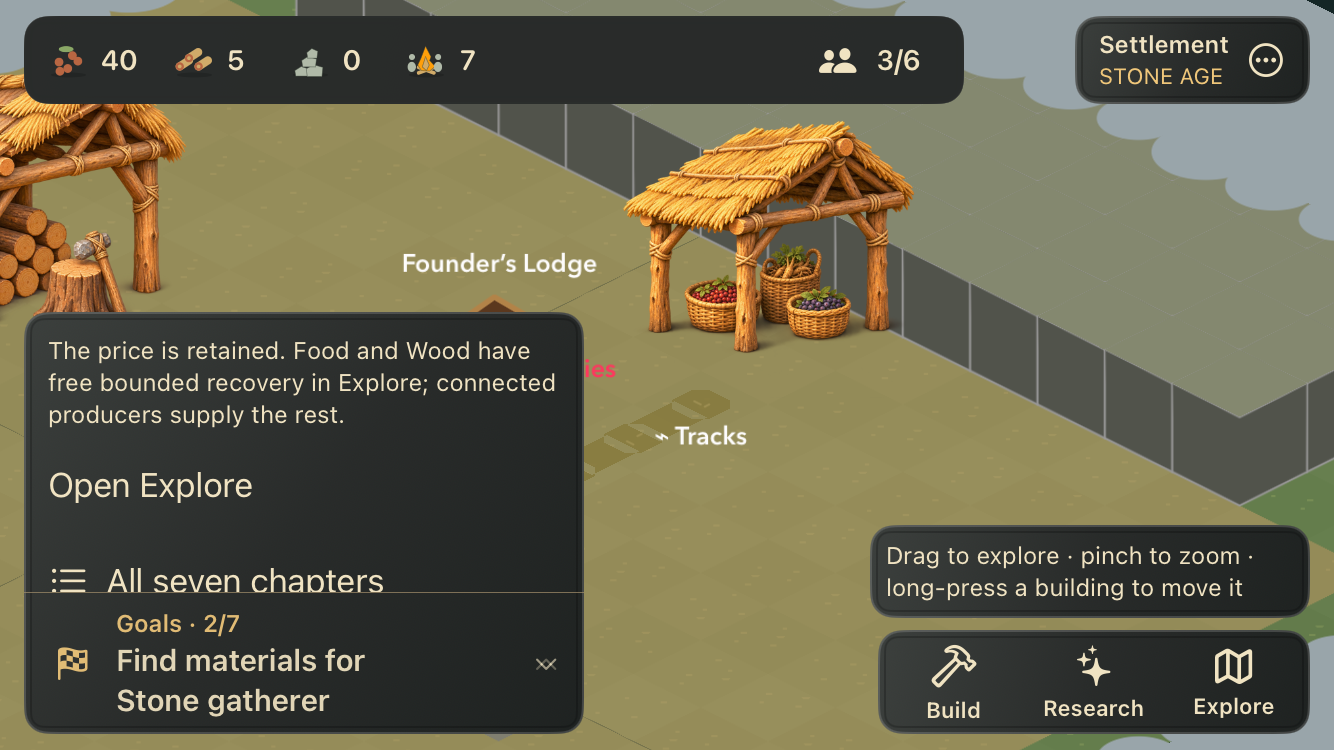 40
5
0
7
3/6
Settlement
STONE AGE
Founder's Lodge
ies
⌁ Tracks
The price is retained. Food and Wood have
free bounded recovery in Explore; connected
producers supply the rest.
Open Explore
All seven chapters
Goals · 2/7
Find materials for
Stone gatherer
Drag to explore · pinch to zoom ·
long-press a building to move it
Build
Research
Explore